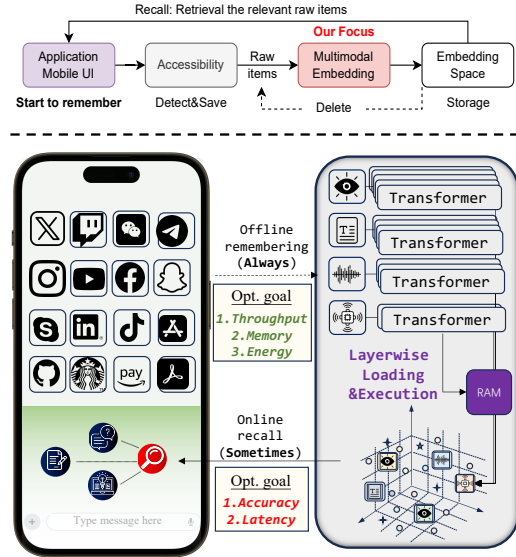 Recall: Retrieval the relevant raw items
Our Focus
Application
Mobile UI
Accessibility
Raw
items
Multimodal
Embedding
Embedding
Space
Start to remember
Detect&Save
Delete
Storage
Offline
remembering
(Always)
Opt. goal
1.Throughput
2.Memory
3.Energy
Transformer
Transformer
Transformer
Transformer
Layerwise
Loading
&Execution
RAM
in
pay
Online
recall
(Sometimes)
Opt. goal
1.Accuracy
2.Latency
Type message here